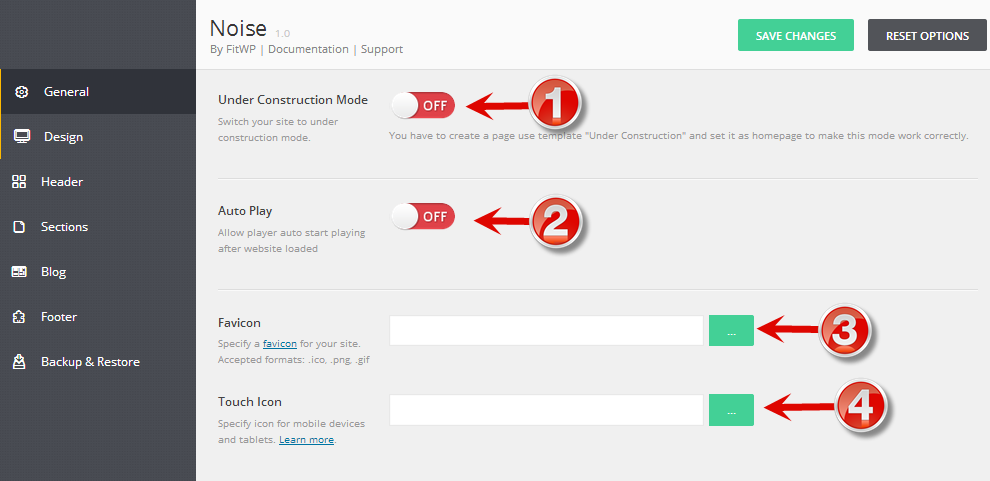 Noise 1.0
By FitWP | Documentation | Support
SAVE CHANGES
RESET OPTIONS
General
Design
Header
Sections
Blog
Footer
Backup & Restore
Under Construction Mode
Switch your site to under
construction mode.
OFF
1
You have to create a page use template "Under Construction" and set it as homepage to make this mode work correctly.
Auto Play
Allow player auto start playing
after website loaded
OFF
2
Favicon
Specify a favicon for your site.
Accepted formats: .ico, .png, .gif
...
3
Touch Icon
Specify icon for mobile devices
and tablets. Learn more.
...
4